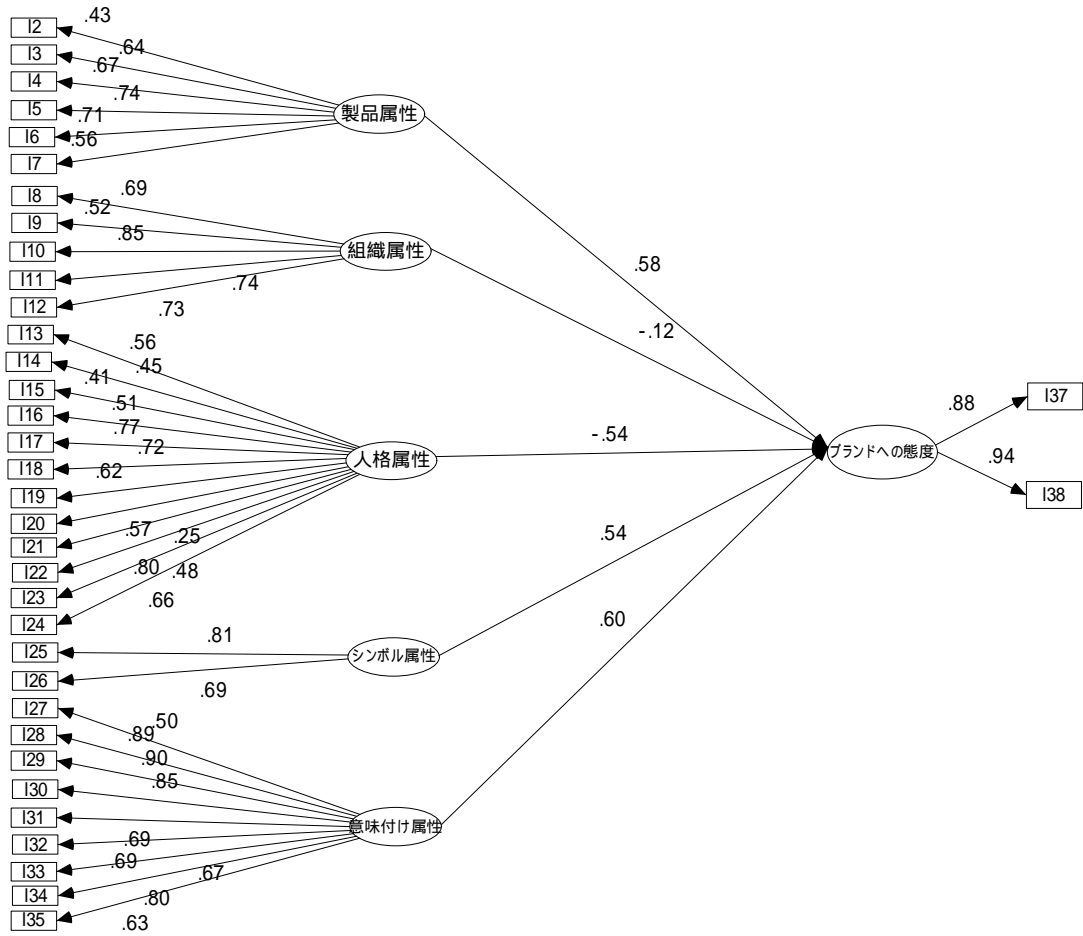 .43
I2
.64
I3
.67
I4
.74
I5
.71
I6
.56
I7
製品属性
.69
I8
.52
I9
.85
I10
I11
.74
I12
.73
組織属性
.58
-.12
I13
.56
I14
.45
.41
I15
.51
I16
.77
I17
.72
I18
.62
I19
I20
I21
.57
.25
I22
.80
.48
I23
.66
I24
人格属性
-.54
ブランドへの態度
.88
I37
.94
I38
.81
I25
I26
.69
シンボル属性
.54
.60
I27
.50
I28
.89
I29
.90
.85
I30
I31
I32
.69
I33
.69
.67
I34
.80
I35
.63
意味付け属性